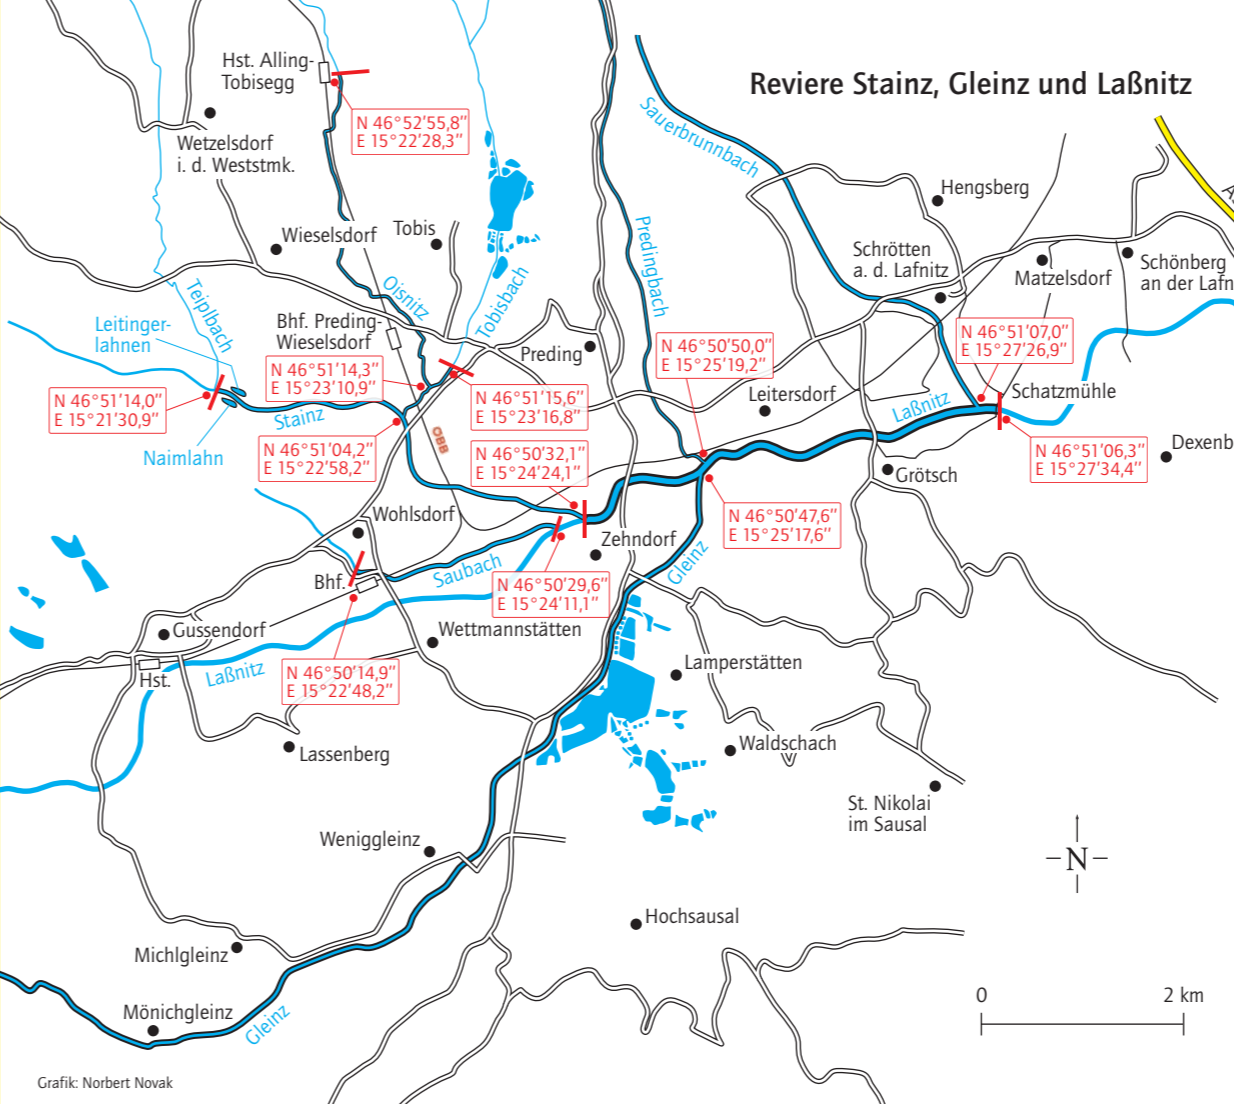 Reviere Stainz, Gleinz und Laßnitz
Hst. Alling-
Tobisegg
N 46°52’55,8”
E 15°22’28,3”
Wetzelsdorf
i. d. Weststmk.
Sauerbrunnbach
Hengsberg
Wieselsdorf
Tobis
Predingbach
Schrötten
a. d. Lafnitz
Matzelsdorf
Schönberg
an der Lafn
Teiplbach
Oisnitz
Tobisbach
Leitinger-
lahnen
Bhf. Preding-
Wieselsdorf
Preding
N 46°50’50,0”
E 15°25’19,2”
N 46°51’07,0”
E 15°27’26,9”
N 46°51’14,3”
E 15°23’10,9”
N 46°51’14,0”
E 15°21’30,9”
N 46°51’15,6”
E 15°23’16,8”
Leitersdorf
Laßnitz
Schatzmühle
Stainz
Naimlahn
N 46°51’04,2”
E 15°22’58,2”
ÖBB
N 46°50’32,1”
E 15°24’24,1”
N 46°51’06,3”
E 15°27’34,4”
Dexenb
Grötsch
Wohlsdorf
N 46°50’47,6”
E 15°25’17,6”
Zehndorf
Gleinz
Bhf.
Saubach
N 46°50’29,6”
E 15°24’11,1”
Gussendorf
Wettmannstätten
Hst.
Laßnitz
N 46°50’14,9”
E 15°22’48,2”
Lamperstätten
Lassenberg
Waldschach
St. Nikolai
im Sausal
Weniggleinz
N
Hochsausal
Michlgleinz
Mönichgleinz
Gleinz
0 2 km
Grafik: Norbert Novak